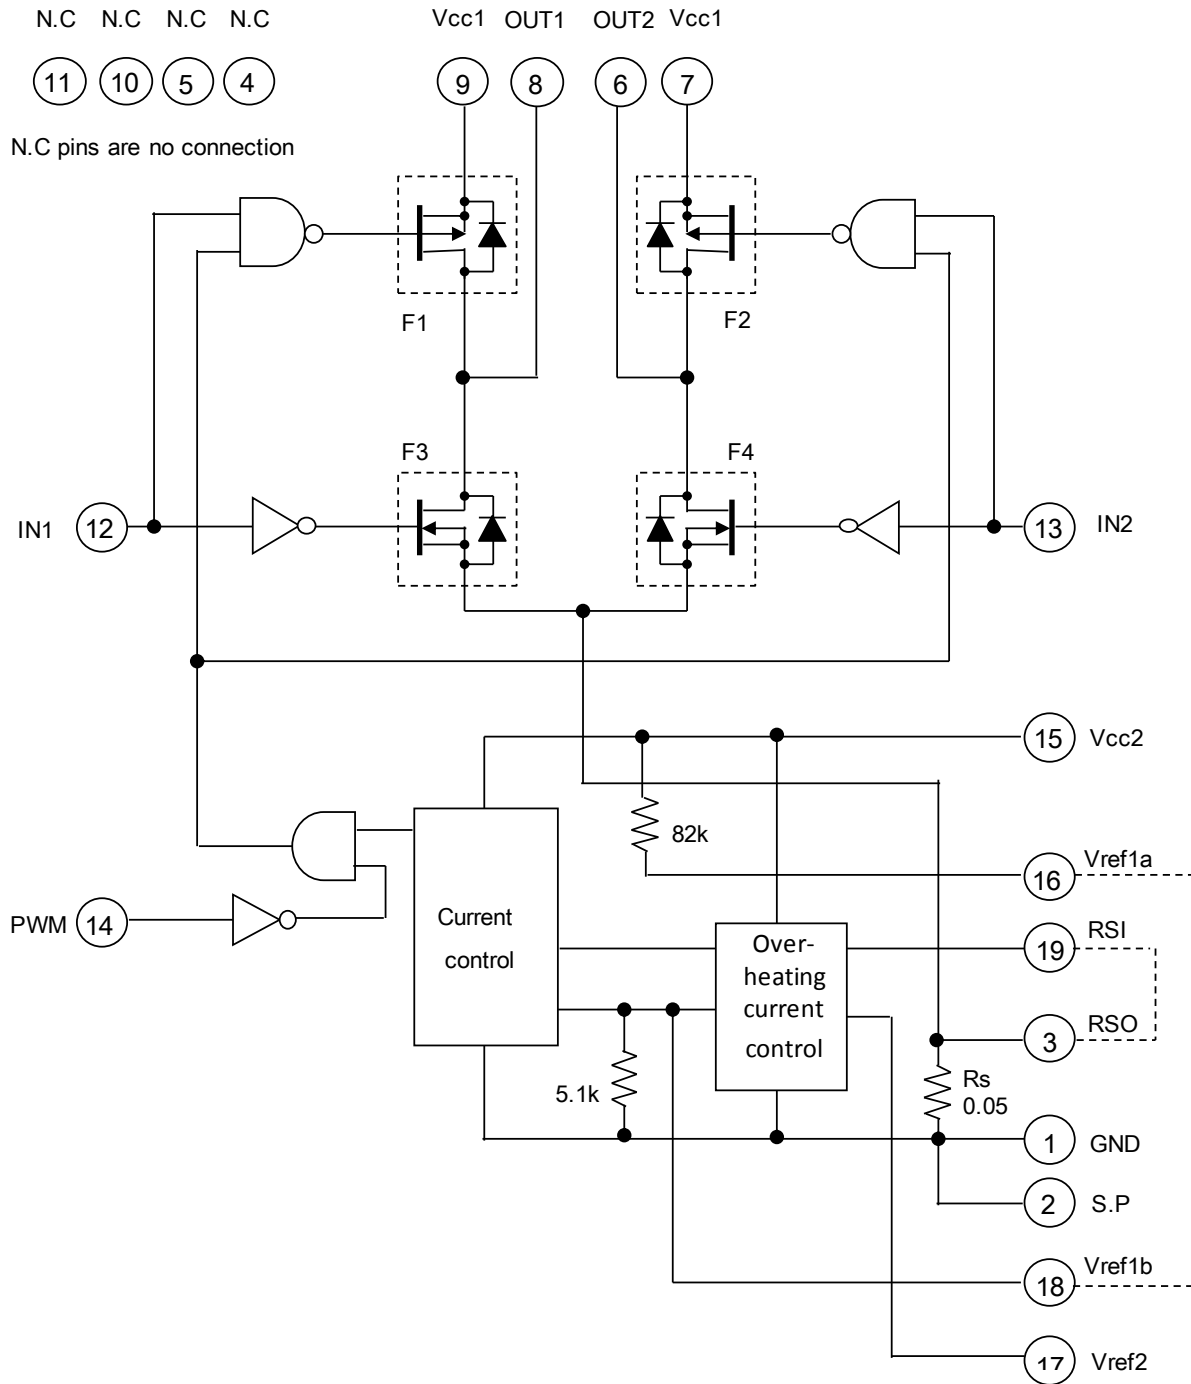 N.C N.C N.C N.C Vcc1 OUT1 OUT2 Vcc1
11 10 5 4 9 8 6 7
N.C pins are no connection
F1 F2
F3 F4
IN1 12 13 IN2
15 Vcc2
82k
16 Vref1a
PWM 14
Current
control
Over-
heating
current
control
19 RSI
3 RSO
5.1k
Rs
0.05
1 GND
2 S.P
18 Vref1b
17 Vref2